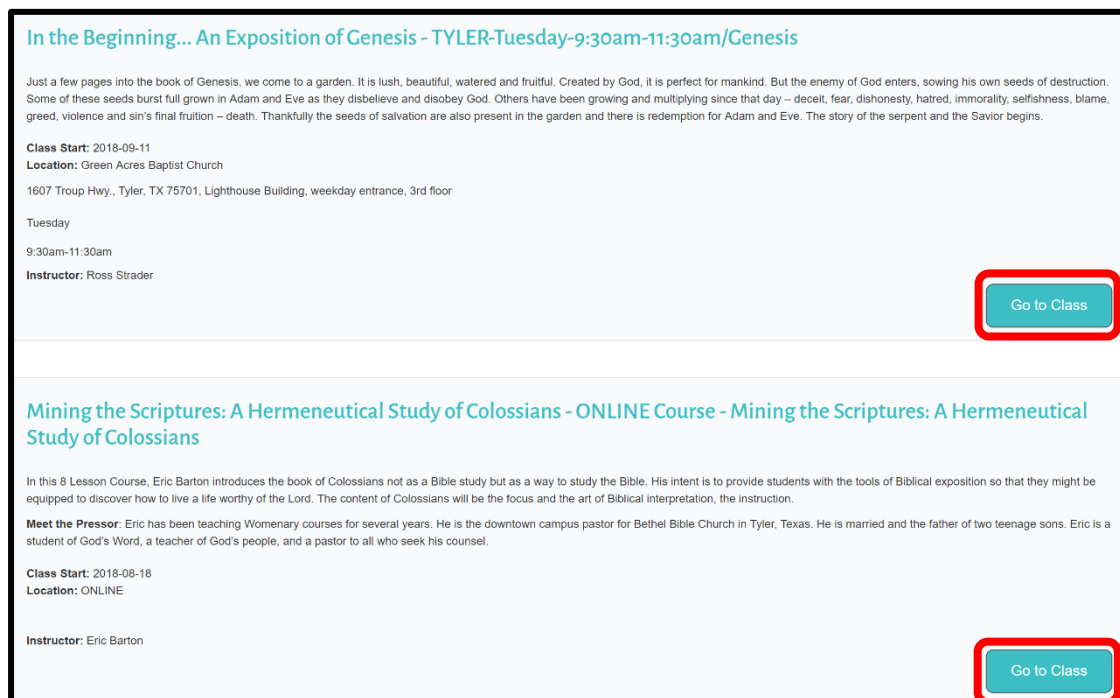 In the Beginning... An Exposition of Genesis - TYLER-Tuesday-9:30am-11:30am/Genesis
Just a few pages into the book of Genesis, we come to a garden. It is lush, beautiful, watered and fruitful. Created by God, it is perfect for mankind. But the enemy of God enters, sowing his own seeds of destruction.
Some of these seeds burst full grown in Adam and Eve as they disbelieve and disobey God. Others have been growing and multiplying since that day – deceit, fear, dishonesty, hatred, immorality, selfishness, blame,
greed, violence and sin's final fruition – death. Thankfully the seeds of salvation are also present in the garden and there is redemption for Adam and Eve. The story of the serpent and the Savior begins.
Class Start: 2018-09-11
Location: Green Acres Baptist Church
1607 Troup Hwy., Tyler, TX 75701, Lighthouse Building, weekday entrance, 3rd floor
Tuesday
9:30am-11:30am
Instructor: Ross Strader
Go to Class
Mining the Scriptures: A Hermeneutical Study of Colossians - ONLINE Course - Mining the Scriptures: A Hermeneutical
Study of Colossians
In this 8 Lesson Course, Eric Barton introduces the book of Colossians not as a Bible study but as a way to study the Bible. His intent is to provide students with the tools of Biblical exposition so that they might be
equipped to discover how to live a life worthy of the Lord. The content of Colossians will be the focus and the art of Biblical interpretation, the instruction.
Meet the Pressor: Eric has been teaching Womenary courses for several years. He is the downtown campus pastor for Bethel Bible Church in Tyler, Texas. He is married and the father of two teenage sons. Eric is a
student of God's Word, a teacher of God's people, and a pastor to all who seek his counsel.
Class Start: 2018-08-18
Location: ONLINE
Instructor: Eric Barton
Go to Class